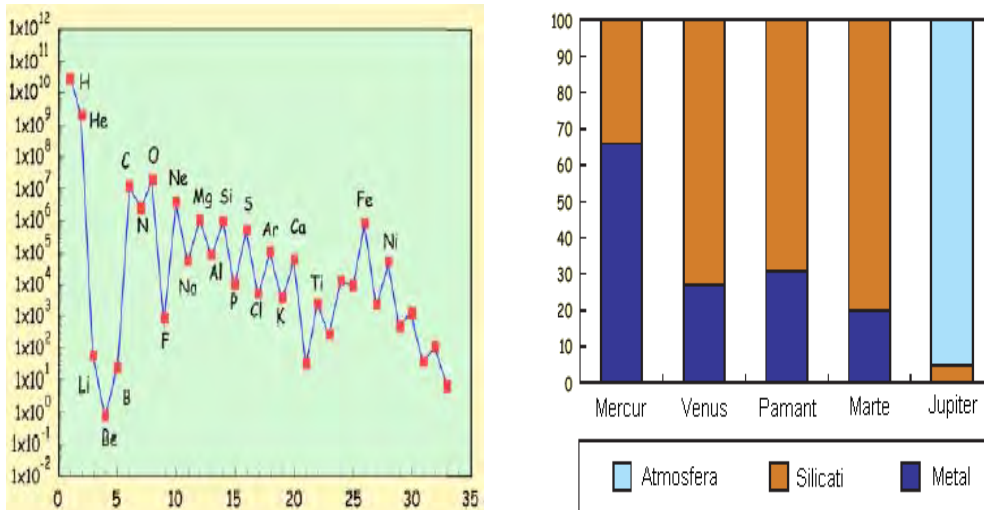 1x10^12
1x10^11
1x10^10
1x10^9
1x10^8
1x10^7
1x10^6
1x10^5
1x10^4
1x10^3
1x10^2
1x10^1
1x10^0
1x10^-1
1x10^-2
H
He
Li
Be
B
C
N
O
F
Ne
Na
Mg
Al
Si
P
S
Cl
Ar
K
Ca
Ti
Fe
Ni
0 5 10 15 20 25 30 35
100
90
80
70
60
50
40
30
20
10
0
Mercur Venus Pamant Marte Jupiter
Atmosfera Silicati Metal